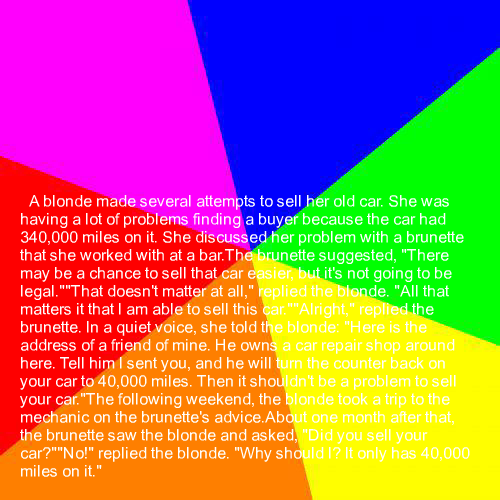 A blonde made several attempts to sell her old car. She was
having a lot of problems finding a buyer because the car had
340,000 miles on it. She discussed her problem with a brunette
that she worked with at a bar.The brunette suggested, "There
may be a chance to sell that car easier, but it's not going to be
legal.""That doesn't matter at all," replied the blonde. "All that
matters it that I am able to sell this car.""Alright," replied the
brunette. In a quiet voice, she told the blonde: "Here is the
address of a friend of mine. He owns a car repair shop around
here. Tell him I sent you, and he will turn the counter back on
your car to 40,000 miles. Then it shouldn't be a problem to sell
your car."The following weekend, the blonde took a trip to the
mechanic on the brunette's advice.About one month after that,
the brunette saw the blonde and asked, "Did you sell your
car?""No!" replied the blonde. "Why should I? It only has 40,000
miles on it."